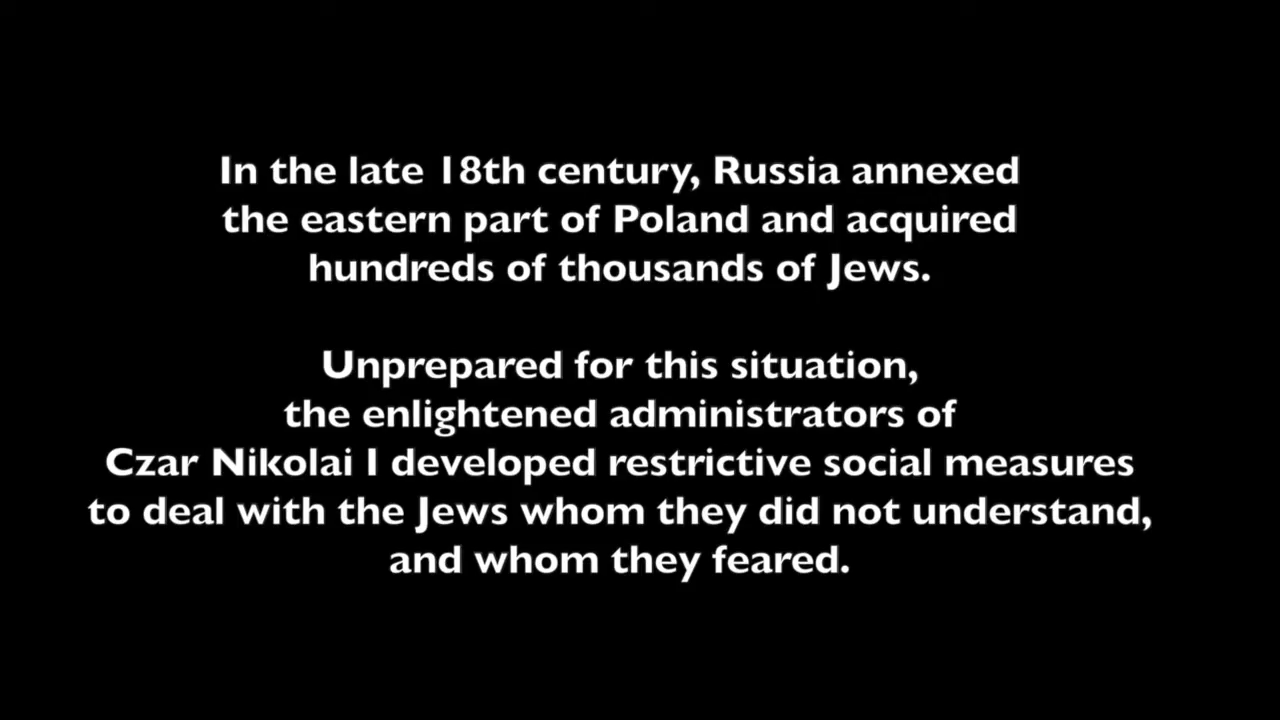 In the late 18th century, Russia annexed
the eastern part of Poland and acquired
hundreds of thousands of Jews.
Unprepared for this situation,
the enlightened administrators of
Czar Nikolai I developed restrictive social measures
to deal with the Jews whom they did not understand,
and whom they feared.